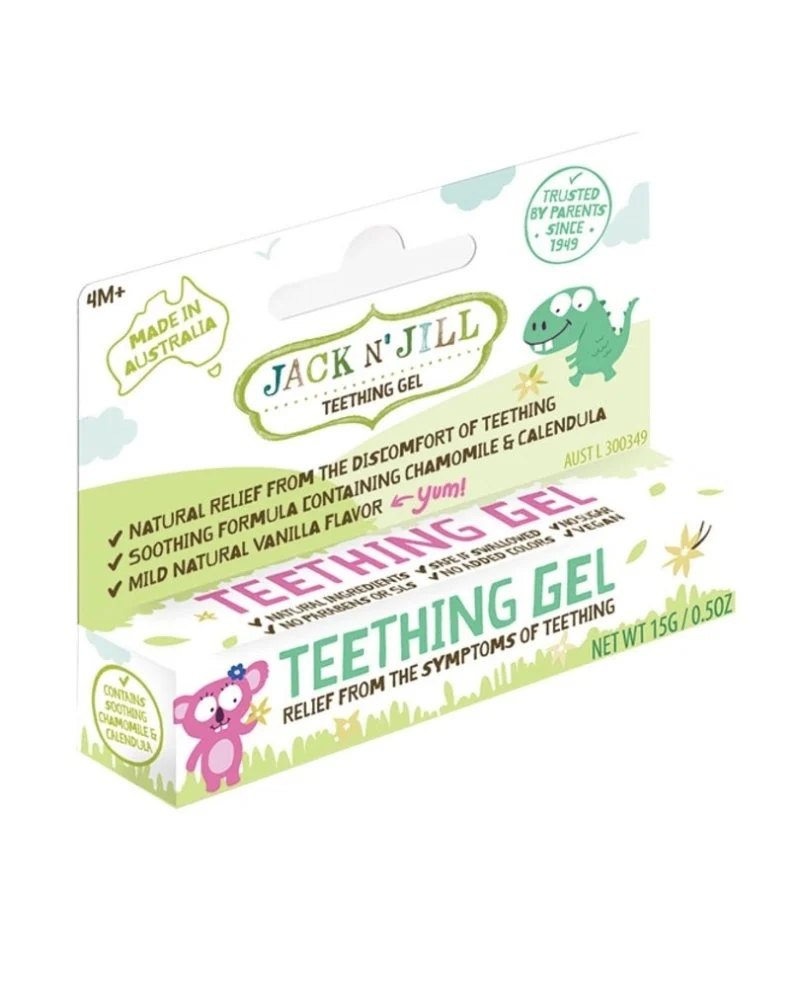 4M+
MADE IN
AUSTRALIA
TRUSTED
BY PARENTS
• SINCE •
1949
JACK N' JILL
TEETHING GEL
✓ NATURAL RELIEF FROM THE DISCOMFORT OF TEETHING
✓ SOOTHING FORMULA CONTAINING CHAMOMILE & CALENDULA
✓ MILD NATURAL VANILLA FLAVOR ← yum!
AUST L 300349
TEETHING GEL
✓ NATURAL INGREDIENTS ✓ SAFE IF SWALLOWED ✓ NO SUGAR
✓ NO PARABENS OR SLS ✓ NO ADDED COLORS ✓ VEGAN
TEETHING GEL
RELIEF FROM THE SYMPTOMS OF TEETHING
NET WT 15G / 0.5OZ
CONTAINS
SOOTHING
CHAMOMILE &
CALENDULA